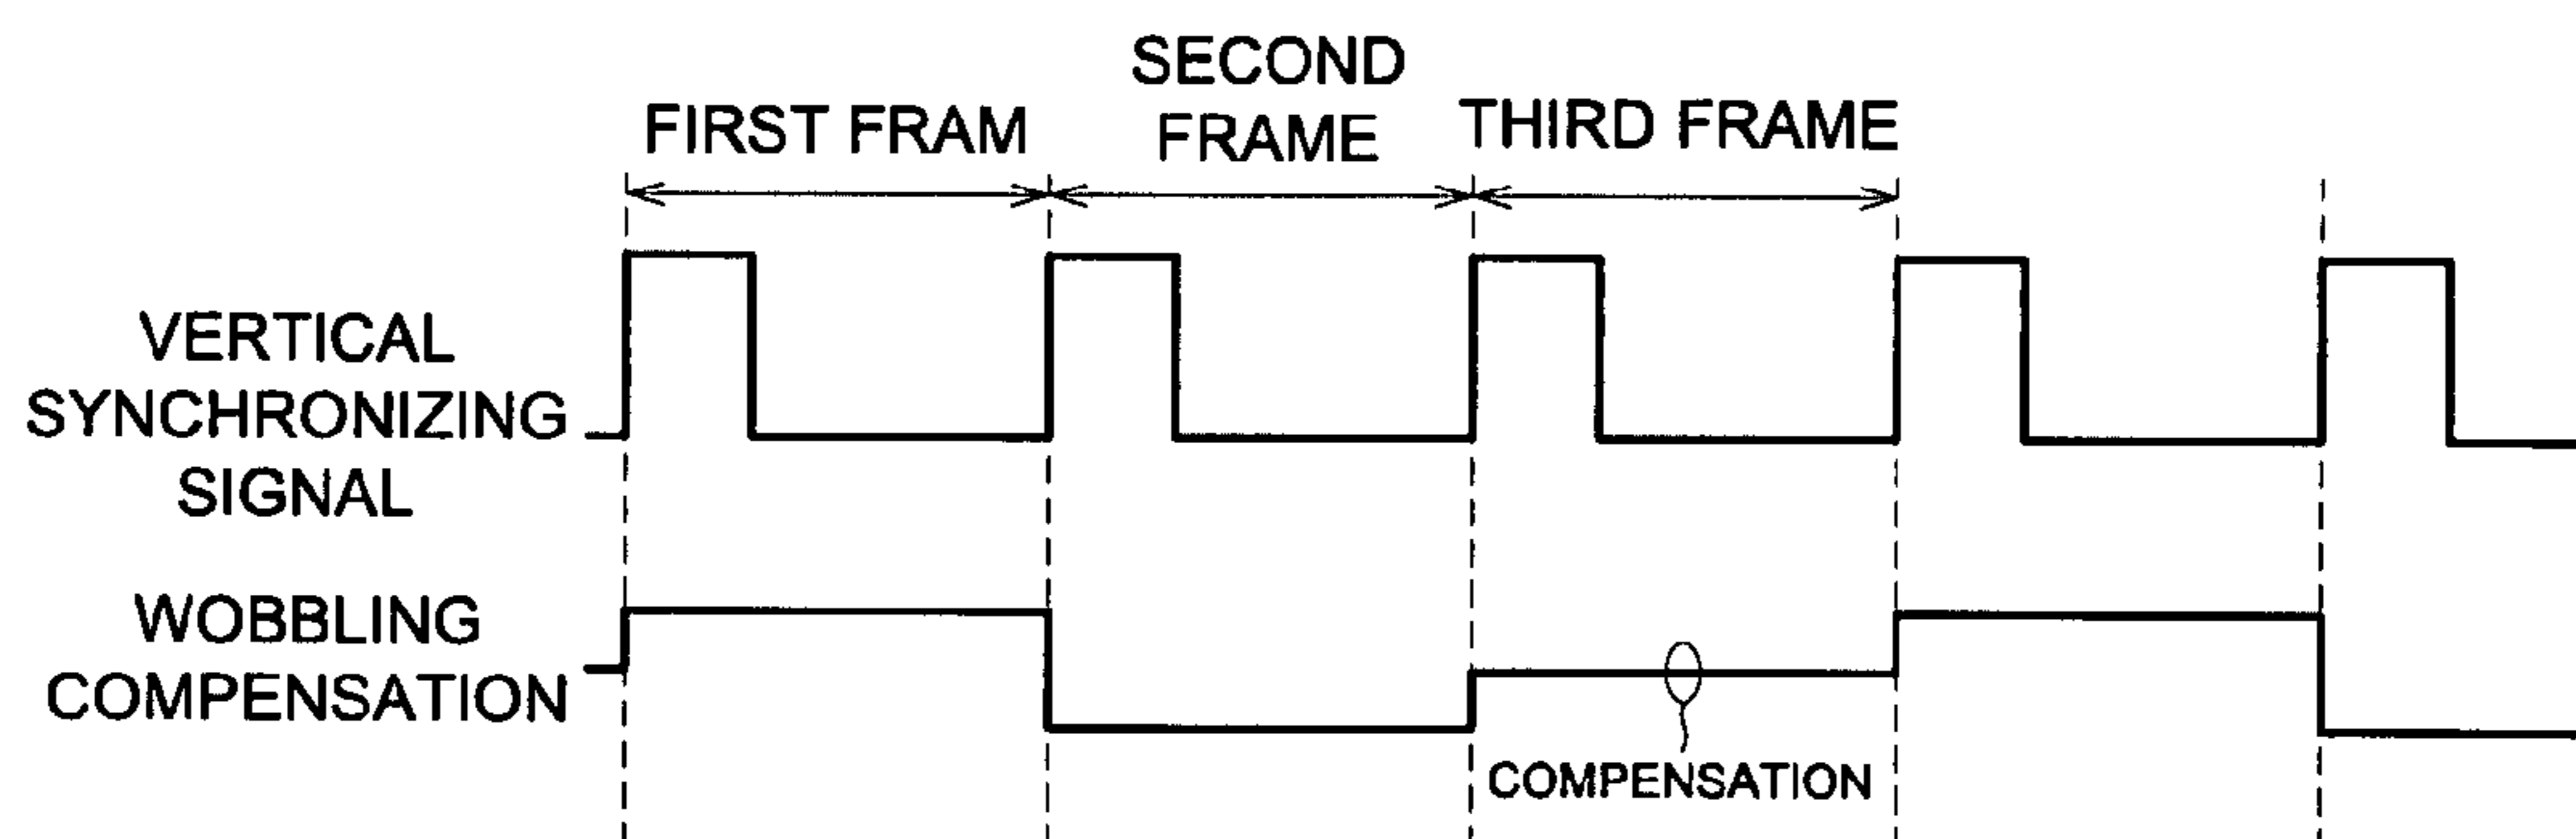 FIRST FRAM
SECOND
FRAME
THIRD FRAME
VERTICAL
SYNCHRONIZING
SIGNAL
WOBBLING
COMPENSATION
COMPENSATION